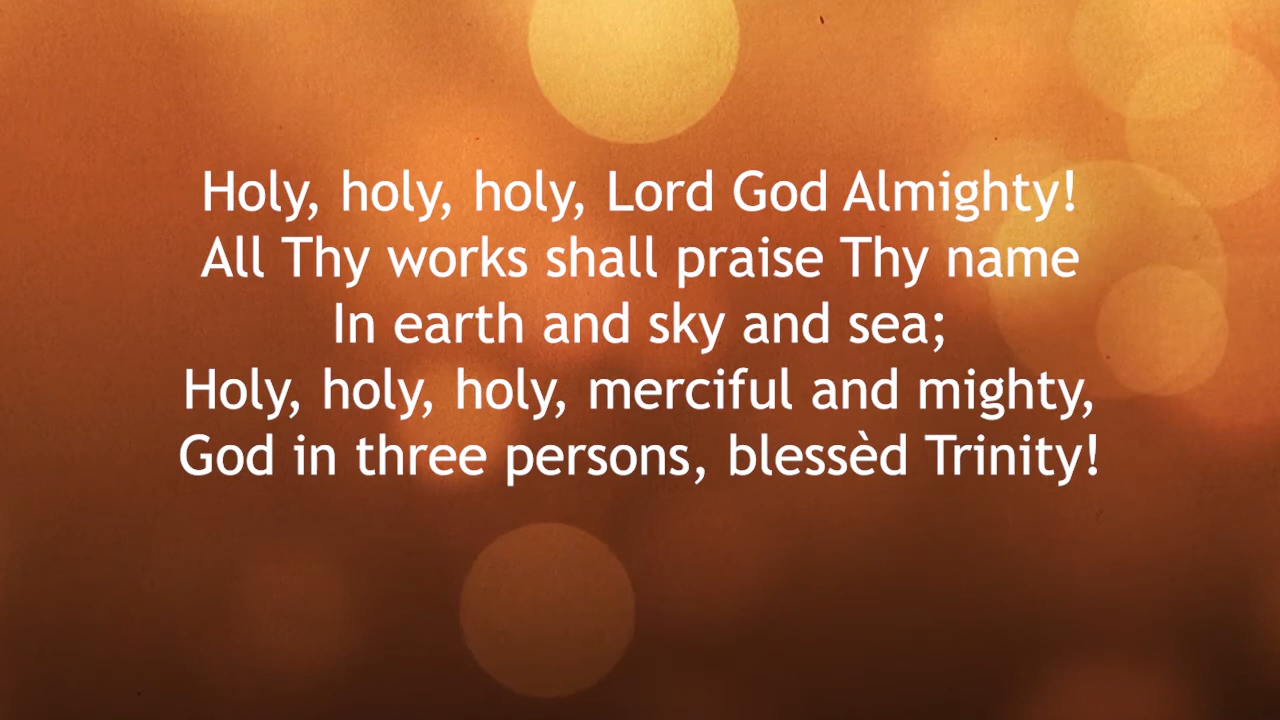 Holy, holy, holy, Lord God Almighty!
All Thy works shall praise Thy name
In earth and sky and sea;
Holy, holy, holy, merciful and mighty,
God in three persons, blessèd Trinity!